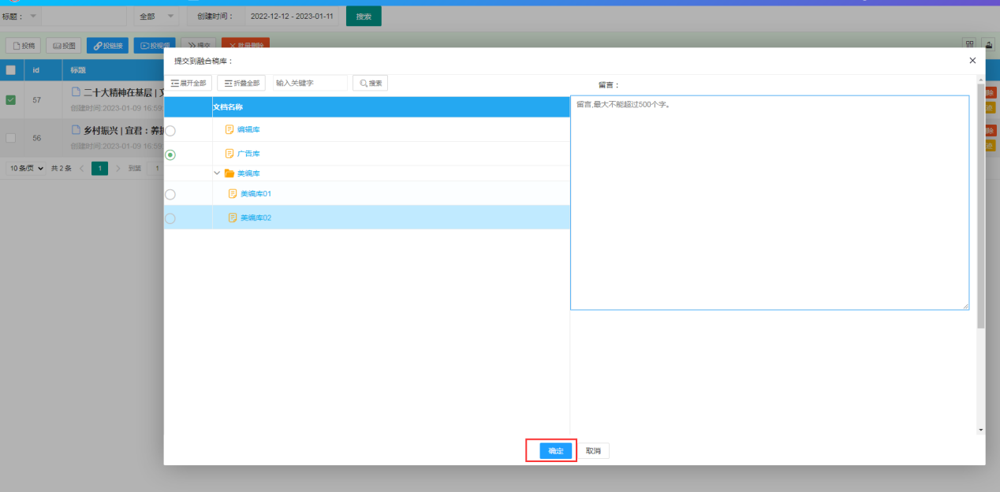 标题： 全部 创建时间： 2022-12-12 - 2023-01-11 搜索
投稿 投图 投链接 投视频 提交 批量删除
id 标题
57 二十大精神在基层 |
创建时间:2023-01-09 16:59
56 乡村振兴 | 宜君：养
创建时间:2023-01-09 16:59
10 条/页 共 2 条 1 到第 1
提交到融合稿库：
展开全部 折叠全部 输入关键字 搜索
文档名称
编辑库
广告库
美编库
美编库01
美编库02
留言：
留言,最大不能超过500个字。
确定 取消